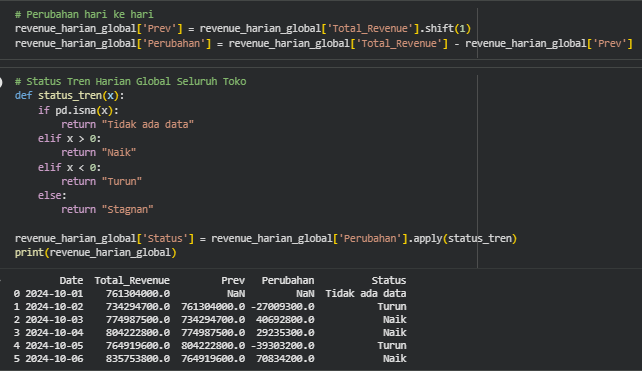 # Perubahan hari ke hari
revenue_harian_global['Prev'] = revenue_harian_global['Total_Revenue'].shift(1)
revenue_harian_global['Perubahan'] = revenue_harian_global['Total_Revenue'] - revenue_harian_global['Prev']
# Status Tren Harian Global Seluruh Toko
def status_tren(x):
    if pd.isna(x):
        return "Tidak ada data"
    elif x > 0:
        return "Naik"
    elif x < 0:
        return "Turun"
    else:
        return "Stagnan"
revenue_harian_global['Status'] = revenue_harian_global['Perubahan'].apply(status_tren)
print(revenue_harian_global)
        Date  Total_Revenue         Prev   Perubahan          Status
0 2024-10-01    761304000.0          NaN         NaN  Tidak ada data
1 2024-10-02    734294700.0  761304000.0 -27009300.0           Turun
2 2024-10-03    774987500.0  734294700.0  40692800.0            Naik
3 2024-10-04    804222800.0  774987500.0  29235300.0            Naik
4 2024-10-05    764919600.0  804222800.0 -39303200.0           Turun
5 2024-10-06    835753800.0  764919600.0  70834200.0            Naik